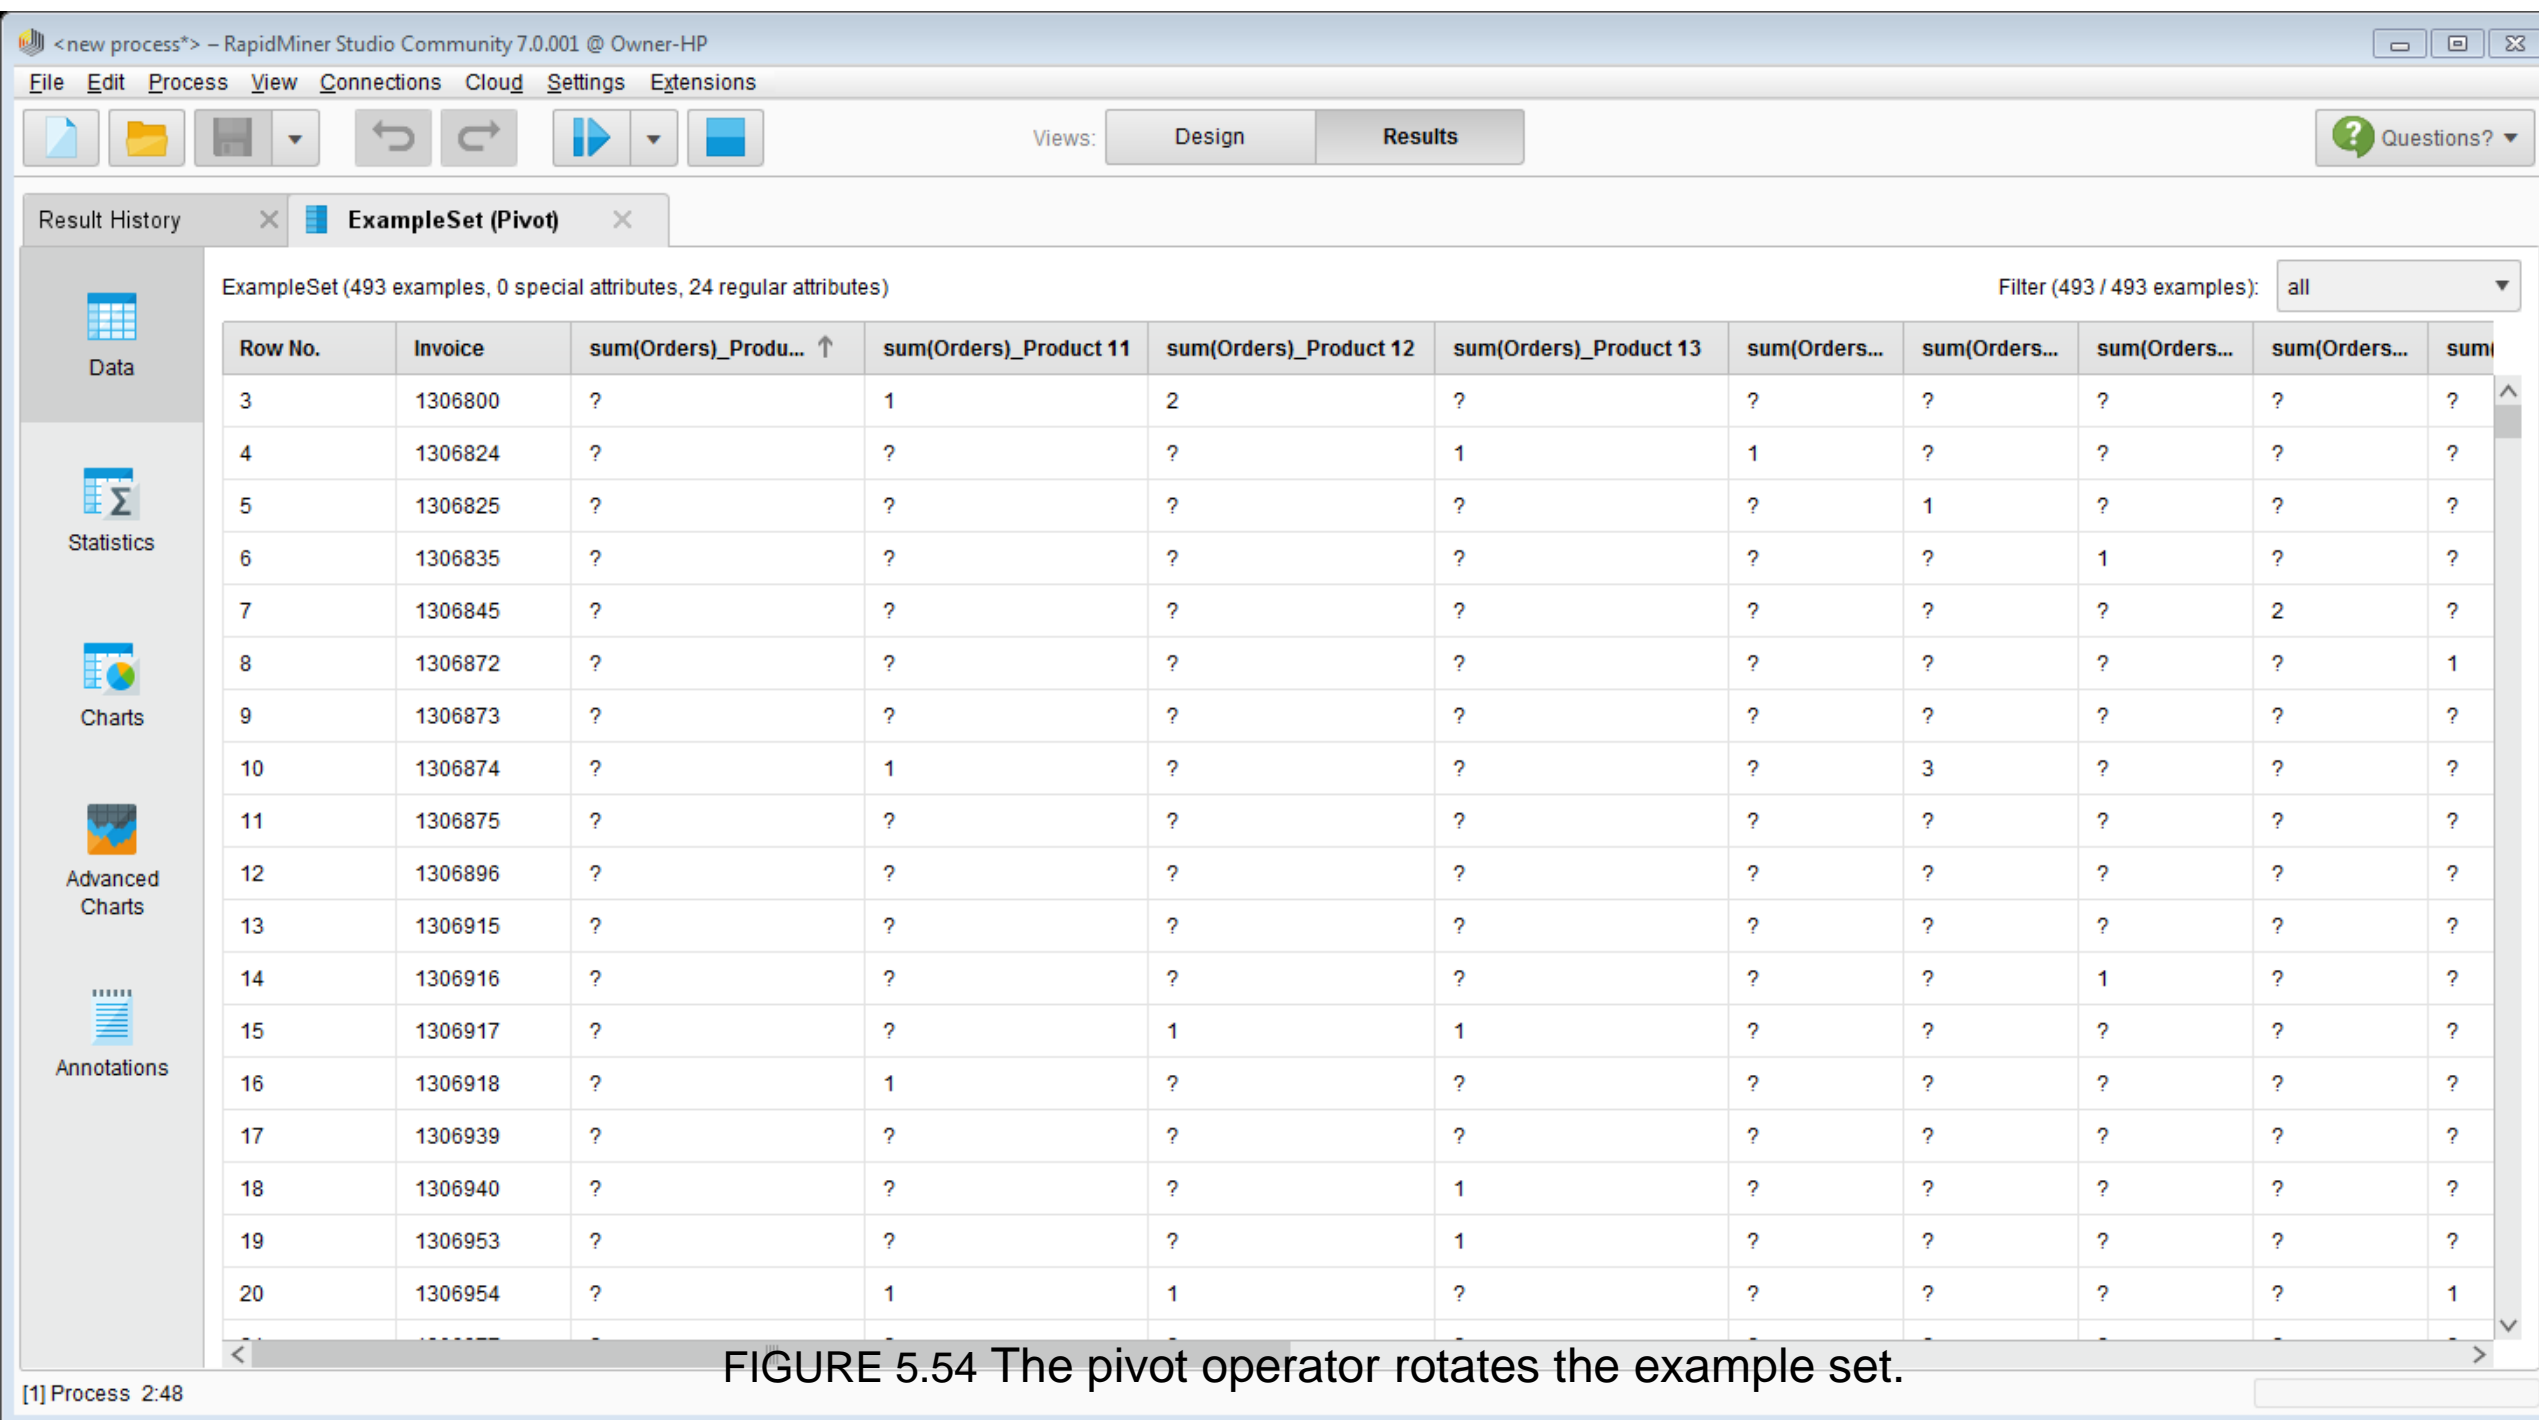 <new process*> – RapidMiner Studio Community 7.0.001 @ Owner-HP
File Edit Process View Connections Cloud Settings Extensions
Views: Design Results ? Questions?
Result History ExampleSet (Pivot)
ExampleSet (493 examples, 0 special attributes, 24 regular attributes) Filter (493 / 493 examples): all
Row No. Invoice sum(Orders)_Produ... sum(Orders)_Product 11 sum(Orders)_Product 12 sum(Orders)_Product 13 sum(Orders... sum(Orders... sum(Orders... sum(Orders... sum(
Data
3 1306800 ? 1 2 ? ? ? ? ? ?
4 1306824 ? ? ? 1 1 ? ? ? ?
5 1306825 ? ? ? ? ? 1 ? ? ?
Statistics
6 1306835 ? ? ? ? ? ? 1 ? ?
7 1306845 ? ? ? ? ? ? ? 2 ?
8 1306872 ? ? ? ? ? ? ? ? 1
Charts
9 1306873 ? ? ? ? ? ? ? ? ?
10 1306874 ? 1 ? ? ? 3 ? ? ?
11 1306875 ? ? ? ? ? ? ? ? ?
Advanced
Charts
12 1306896 ? ? ? ? ? ? ? ? ?
13 1306915 ? ? ? ? ? ? ? ? ?
14 1306916 ? ? ? ? ? ? 1 ? ?
15 1306917 ? ? 1 1 ? ? ? ? ?
Annotations
16 1306918 ? 1 ? ? ? ? ? ? ?
17 1306939 ? ? ? ? ? ? ? ? ?
18 1306940 ? ? ? 1 ? ? ? ? ?
19 1306953 ? ? ? 1 ? ? ? ? ?
20 1306954 ? 1 1 ? ? ? ? ? 1
FIGURE 5.54 The pivot operator rotates the example set.
[1] Process 2:48